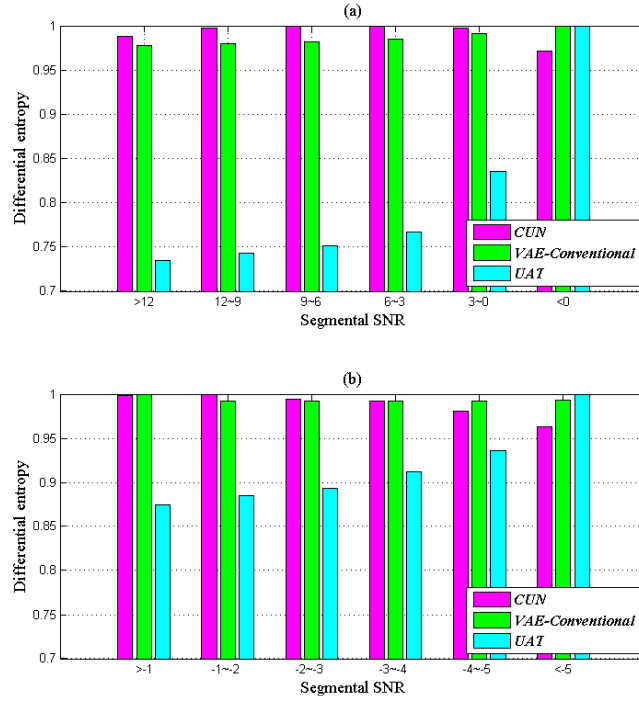 (a)
1
0.95
0.9
0.85
0.8
0.75
0.7
Differential entropy
CUN
VAE-Conventional
UAT
>12 12~9 9~6 6~3 3~0 <0
Segmental SNR
(b)
1
0.95
0.9
0.85
0.8
0.75
0.7
Differential entropy
CUN
VAE-Conventional
UAT
>-1 -1~-2 -2~-3 -3~-4 -4~-5 <-5
Segmental SNR